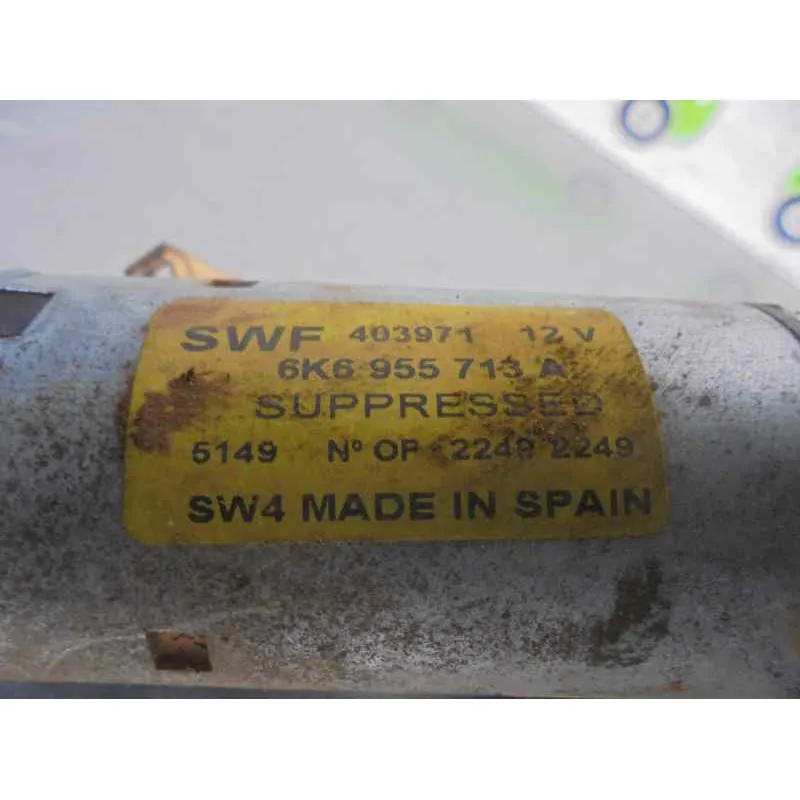 SWF 403971 12 V
6K6 955 713 A
SUPPRESSED
5149 Nº OP 2249 2249
SW4 MADE IN SPAIN